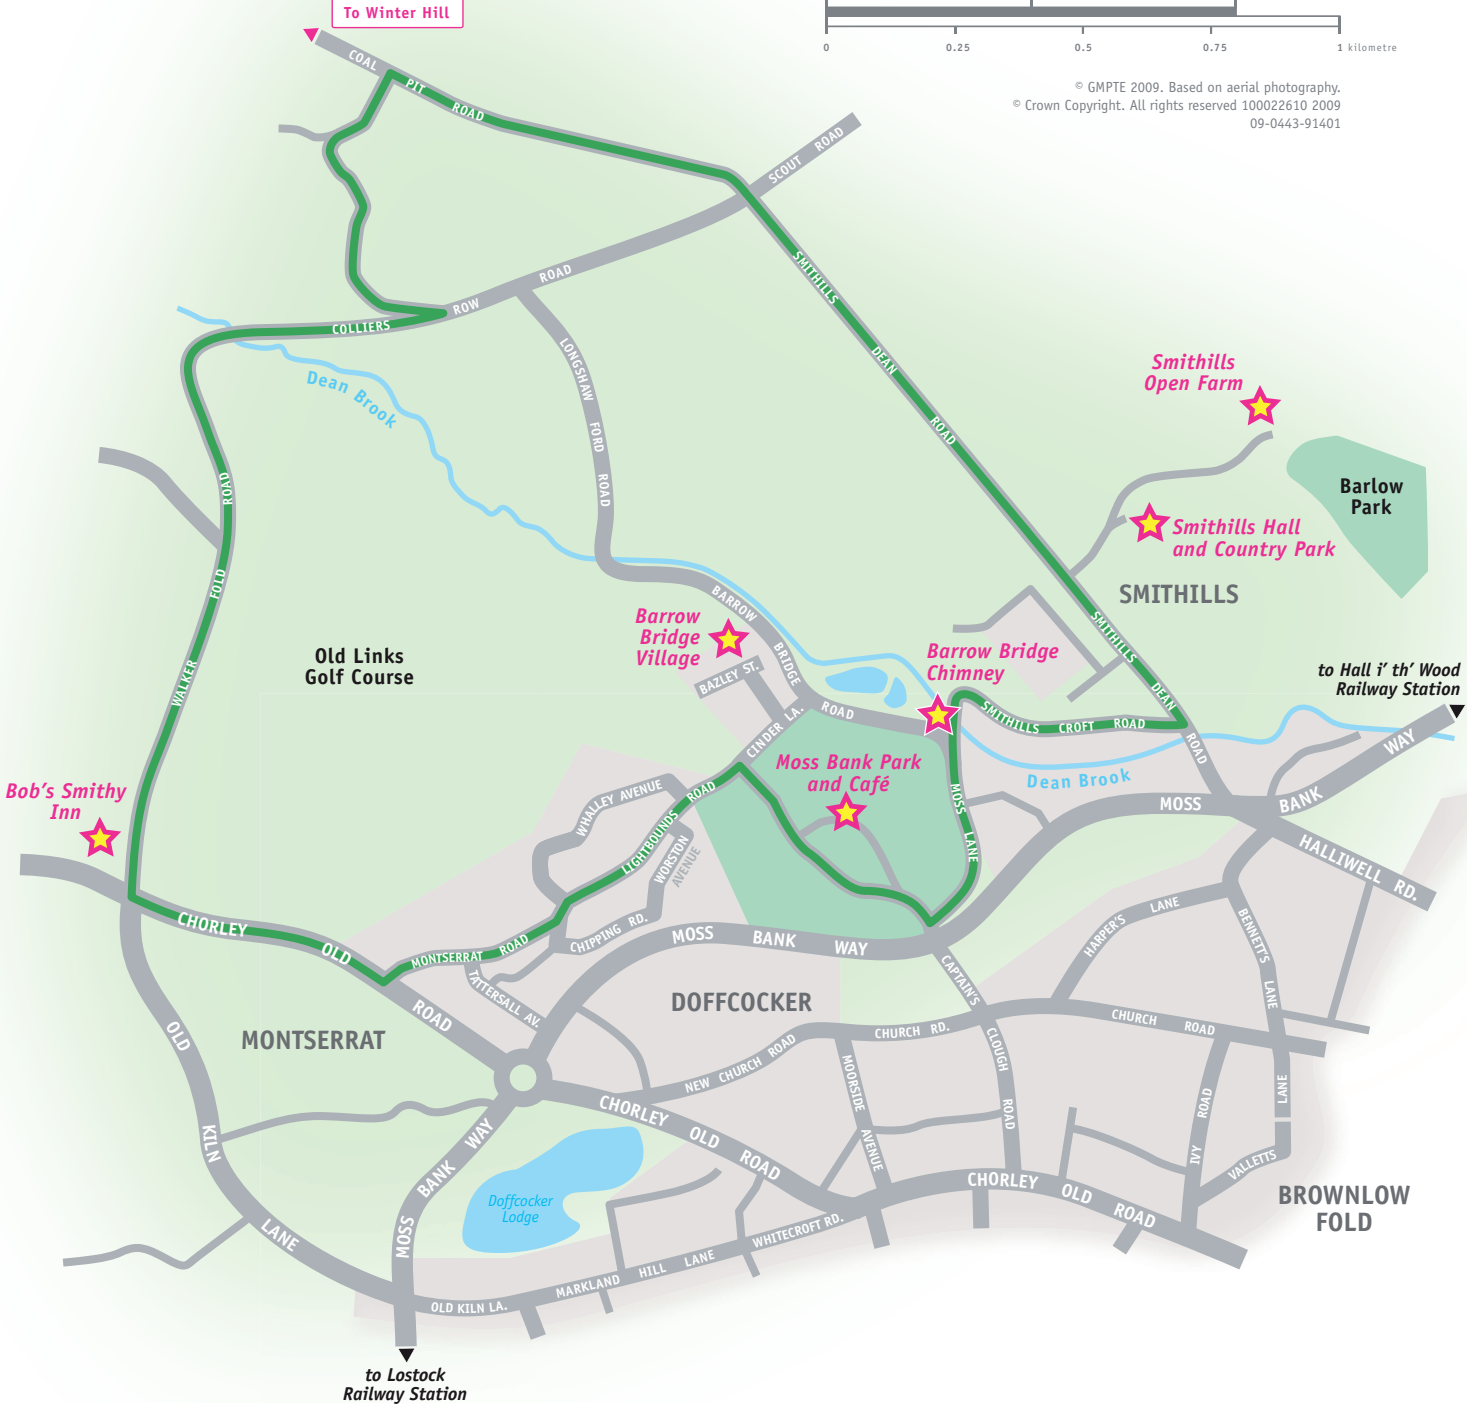 To Winter Hill
0 0.25 0.5 0.75 1 kilometre
© GMPTE 2009. Based on aerial photography.
© Crown Copyright. All rights reserved 100022610 2009
09-0443-91401
COAL PIT ROAD
SCOUT ROAD
COLLIERS ROW ROAD
SMITHILLS DEAN ROAD
LONGSHAW FORD ROAD
Dean Brook
Smithills
Open Farm
Barlow
Park
Smithills Hall
and Country Park
SMITHILLS
WALKER FOLD ROAD
Old Links
Golf Course
Barrow
Bridge
Village
BARROW BRIDGE ROAD
BAZLEY ST.
CINDER LA.
Barrow Bridge
Chimney
SMITHILLS DEAN ROAD
SMITHILLS CROFT ROAD
to Hall i’ th’ Wood
Railway Station
Dean Brook
Moss Bank Park
and Café
MOSS LANE
MOSS BANK WAY
HALLIWELL RD.
Bob’s Smithy
Inn
WHALLEY AVENUE
LIGHTBOUNDS ROAD
WORSTON
AVENUE
CHIPPING RD.
CHORLEY OLD ROAD
MONTSERRAT ROAD
TATTERSALL AV.
MOSS BANK WAY
HARPER’S LANE
BENNETT’S LANE
CAPTAIN’S CLOUGH ROAD
DOFFCOCKER
MONTSERRAT
CHURCH RD.
CHURCH ROAD
NEW CHURCH ROAD
MOORSIDE AVENUE
CHORLEY OLD ROAD
IVY ROAD
LANE
VALLETTS
OLD KILN LANE
MOSS BANK WAY
Doffcocker
Lodge
CHORLEY OLD ROAD
BROWNLOW
FOLD
WHITECROFT RD.
MARKLAND HILL LANE
OLD KILN LA.
to Lostock
Railway Station